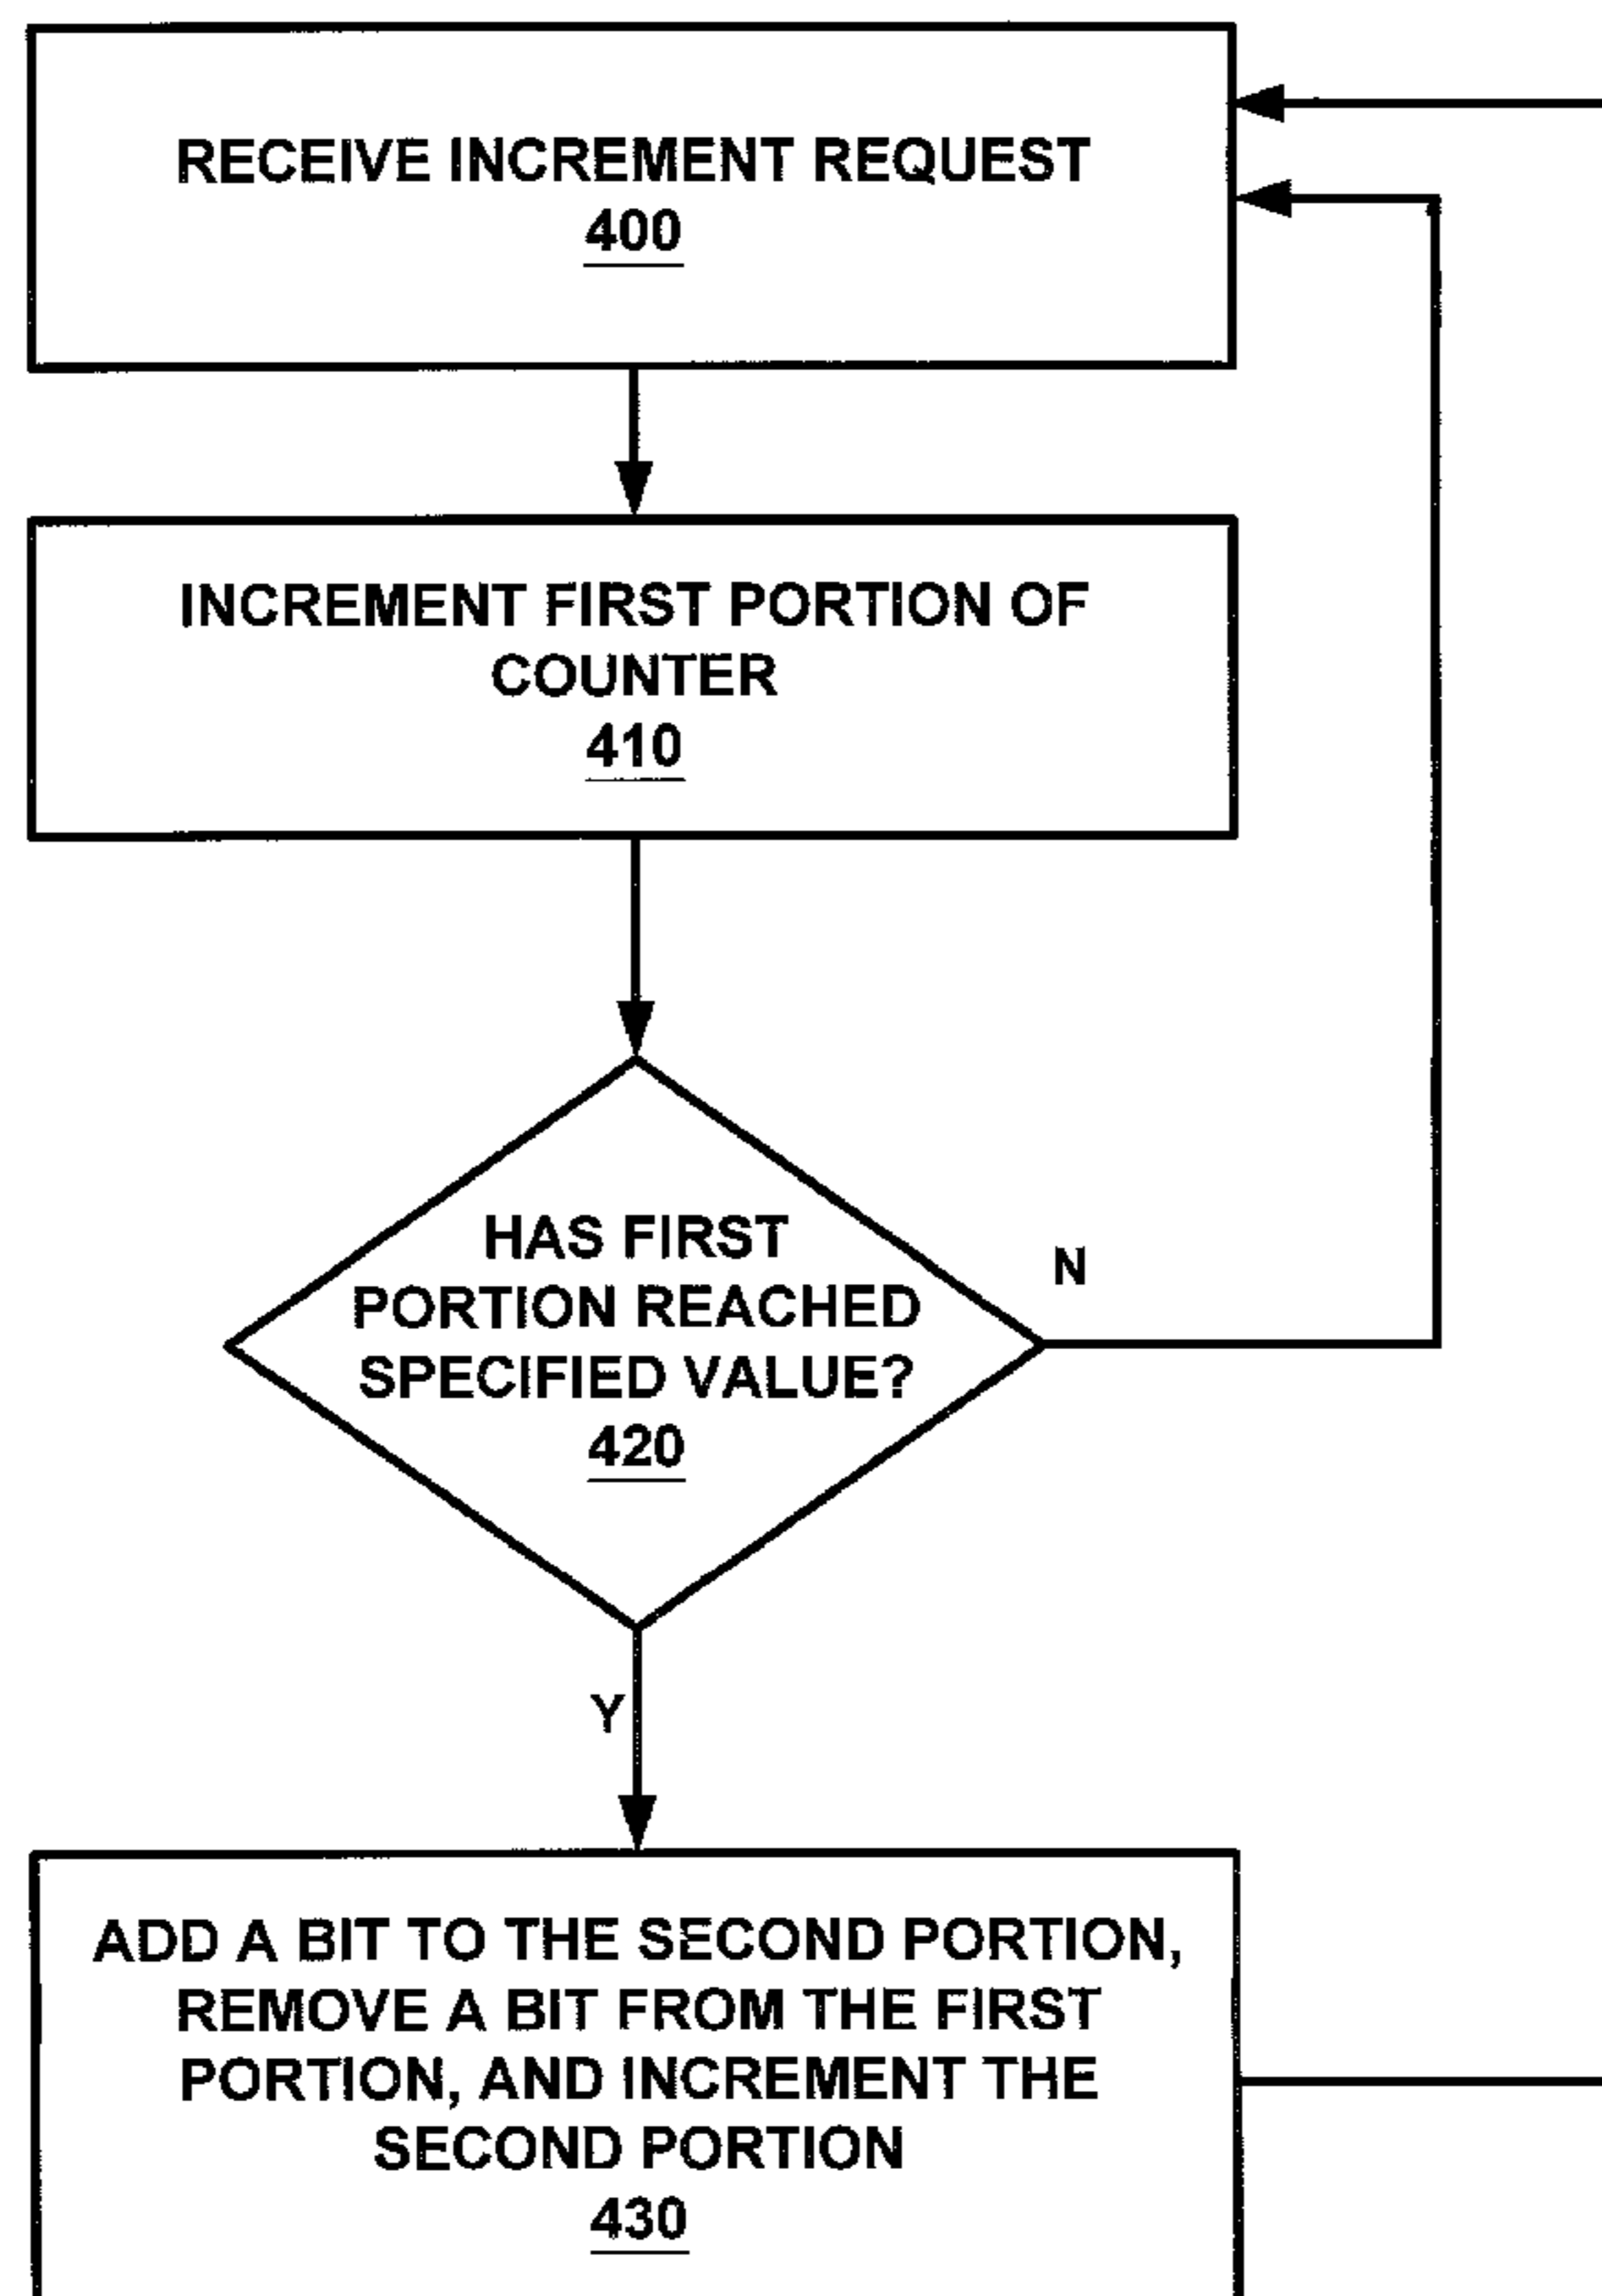 RECEIVE INCREMENT REQUEST
400
INCREMENT FIRST PORTION OF
COUNTER
410
HAS FIRST
PORTION REACHED
SPECIFIED VALUE?
420
N
Y
ADD A BIT TO THE SECOND PORTION,
REMOVE A BIT FROM THE FIRST
PORTION, AND INCREMENT THE
SECOND PORTION
430